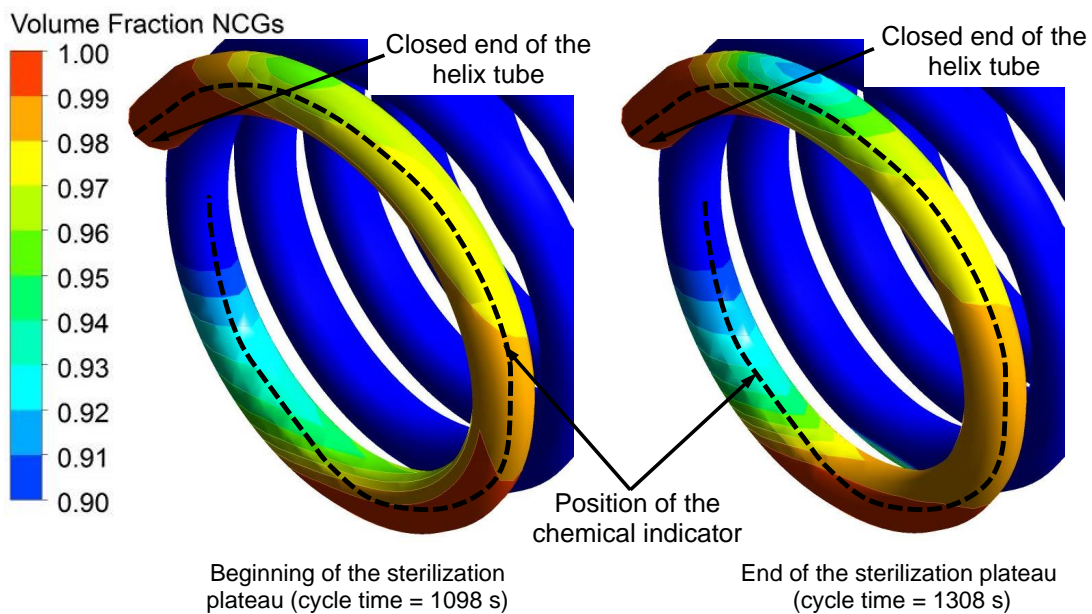 Volume Fraction NCGs
1.00
0.99
0.98
0.97
0.96
0.95
0.94
0.93
0.92
0.91
0.90
Closed end of the
helix tube
Closed end of the
helix tube
Position of the
chemical indicator
Beginning of the sterilization
plateau (cycle time = 1098 s)
End of the sterilization plateau
(cycle time = 1308 s)